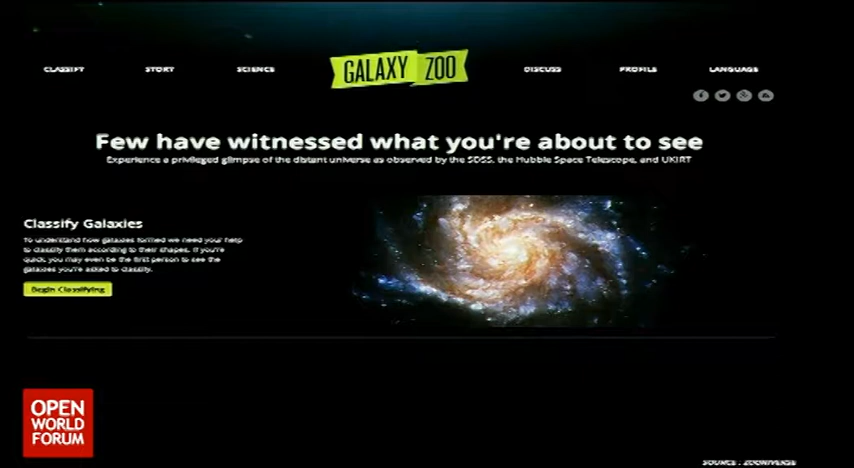 CLASSIFY STORY SCIENCE GALAXY ZOO DISCUSS PROFILE LANGUAGE
Few have witnessed what you're about to see
Experience a privileged glimpse of the distant universe as observed by the SDSS, the Hubble Space Telescope, and UKIRT
Classify Galaxies
To understand how galaxies formed we need your help
to classify them according to their shapes. If you're
quick, you may even be the first person to see the
galaxies you're asked to classify.
Begin Classifying
OPEN
WORLD
FORUM
SOURCE : ZOONIVERSE